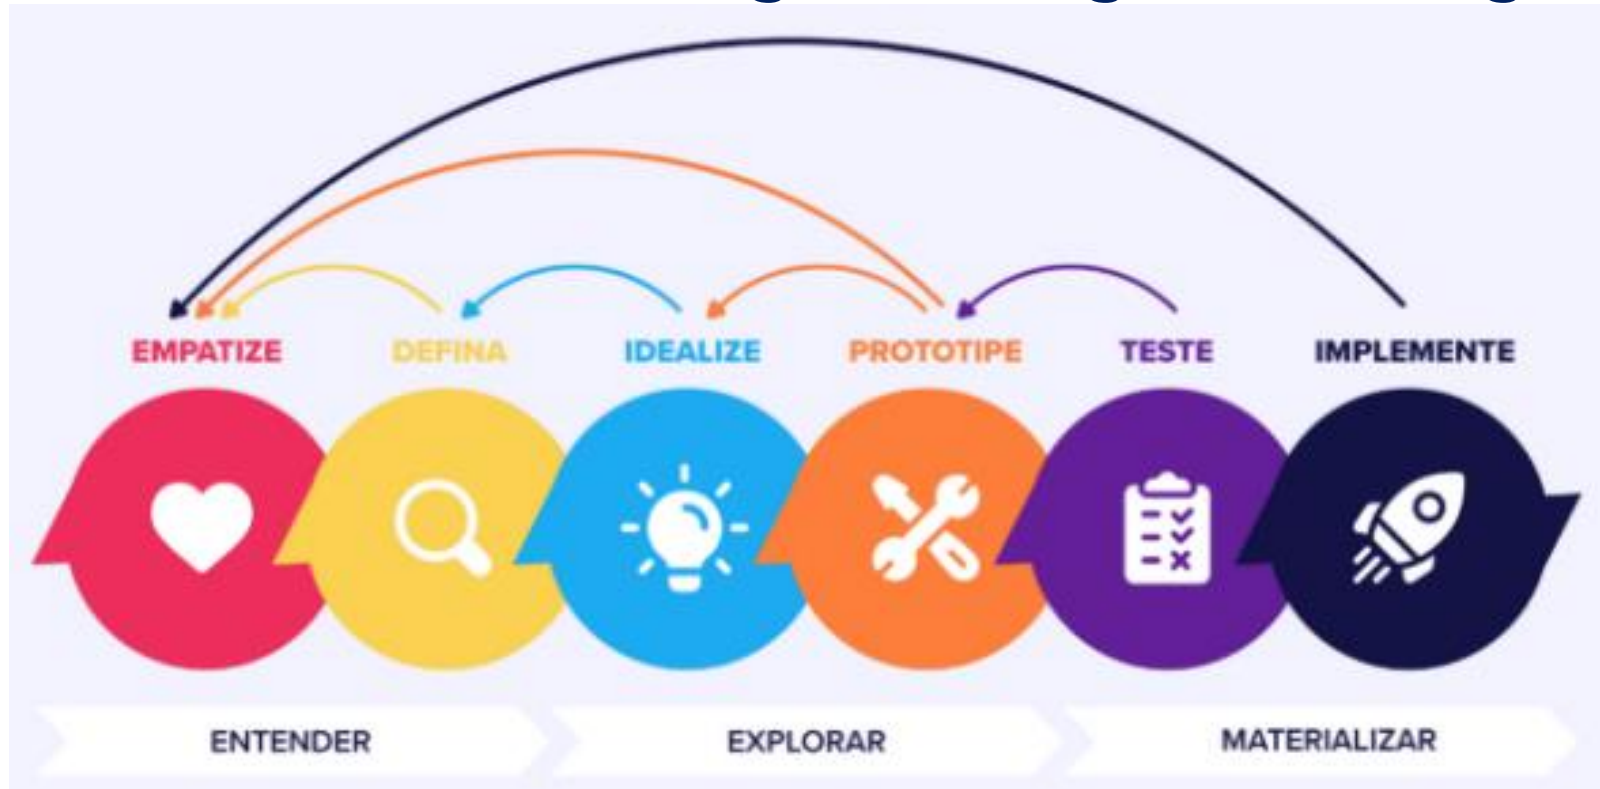 EMPATIZE
DEFINA
IDEALIZE
PROTOTIPE
TESTE
IMPLEMENTE
ENTENDER
EXPLORAR
MATERIALIZAR